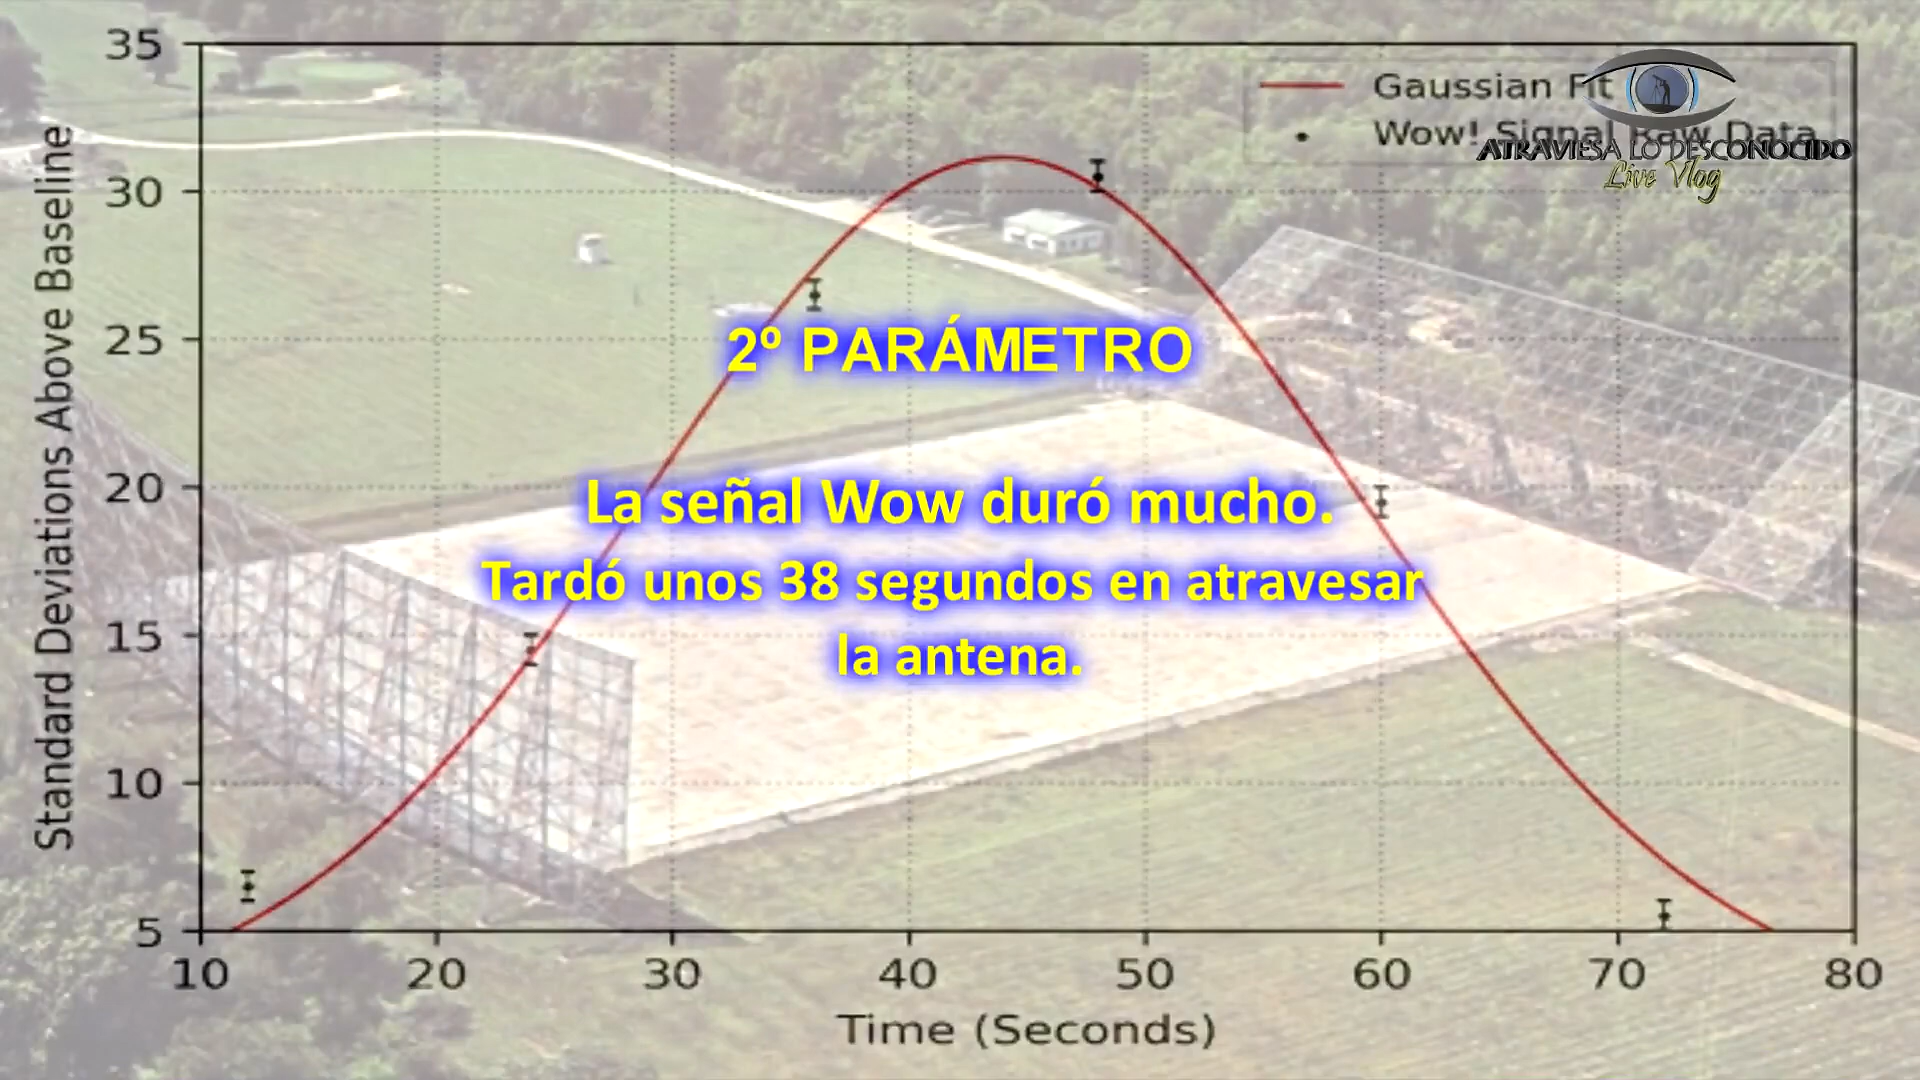 35
30
25
20
15
10
5
Standard Deviations Above Baseline
Gaussian Fit
Wow! Signal Raw Data
ATRAVIESA LO DESCONOCIDO
Live Vlog
2º PARÁMETRO
La señal Wow duró mucho.
Tardó unos 38 segundos en atravesar
la antena.
10 20 30 40 50 60 70 80
Time (Seconds)